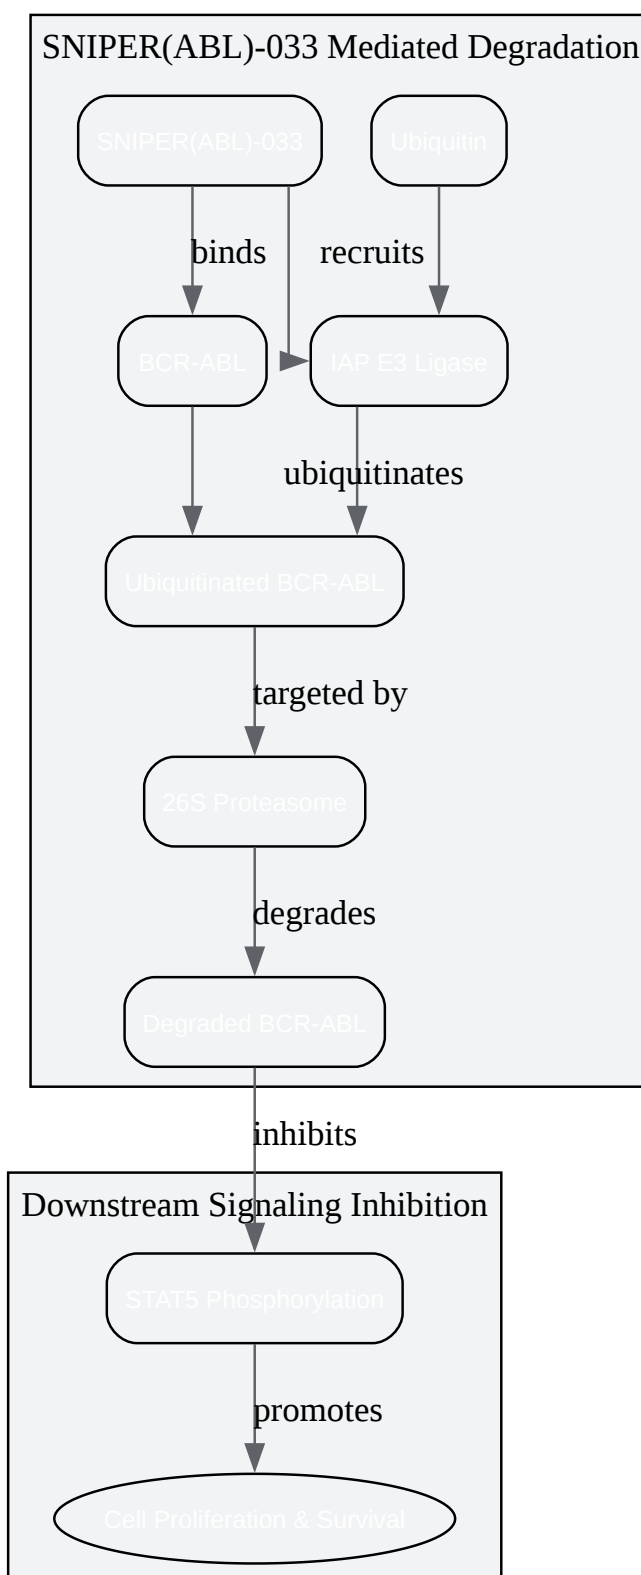 SNIPER(ABL)-033 Mediated Degradation
SNIPER(ABL)-033
Ubiquitin
binds
recruits
BCR-ABL
IAP E3 Ligase
ubiquitinates
Ubiquitinated BCR-ABL
targeted by
26S Proteasome
degrades
Degraded BCR-ABL
inhibits
Downstream Signaling Inhibition
STAT5 Phosphorylation
promotes
Cell Proliferation & Survival